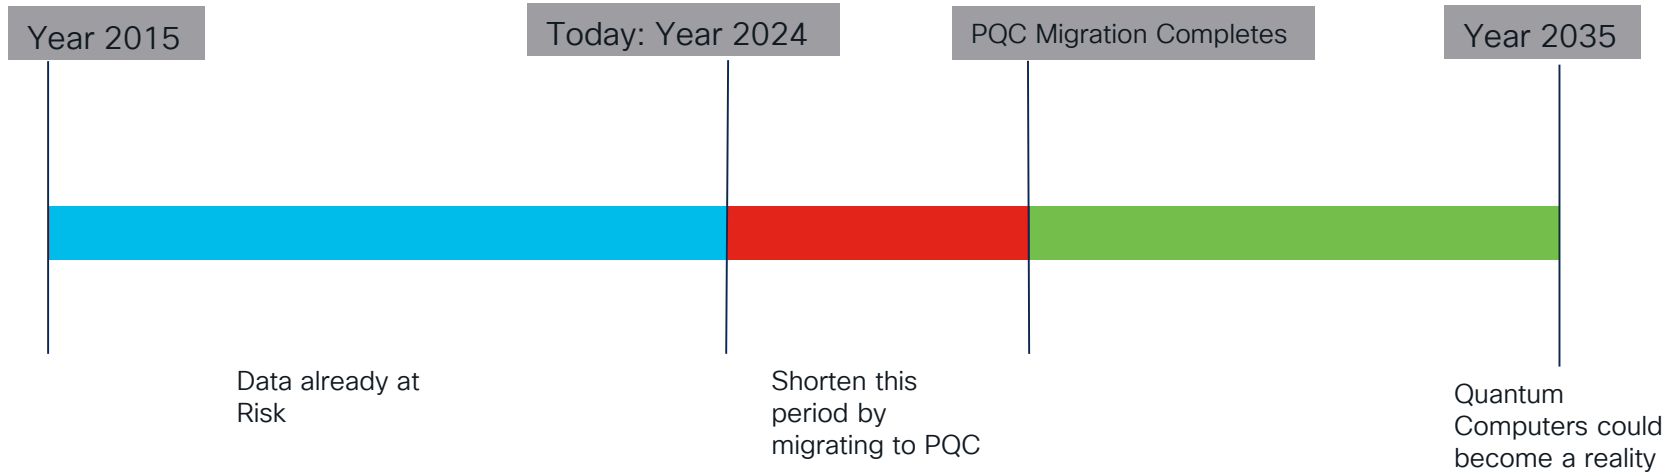 Year 2015
Today: Year 2024
PQC Migration Completes
Year 2035
Data already at
Risk
Shorten this
period by
migrating to PQC
Quantum
Computers could
become a reality